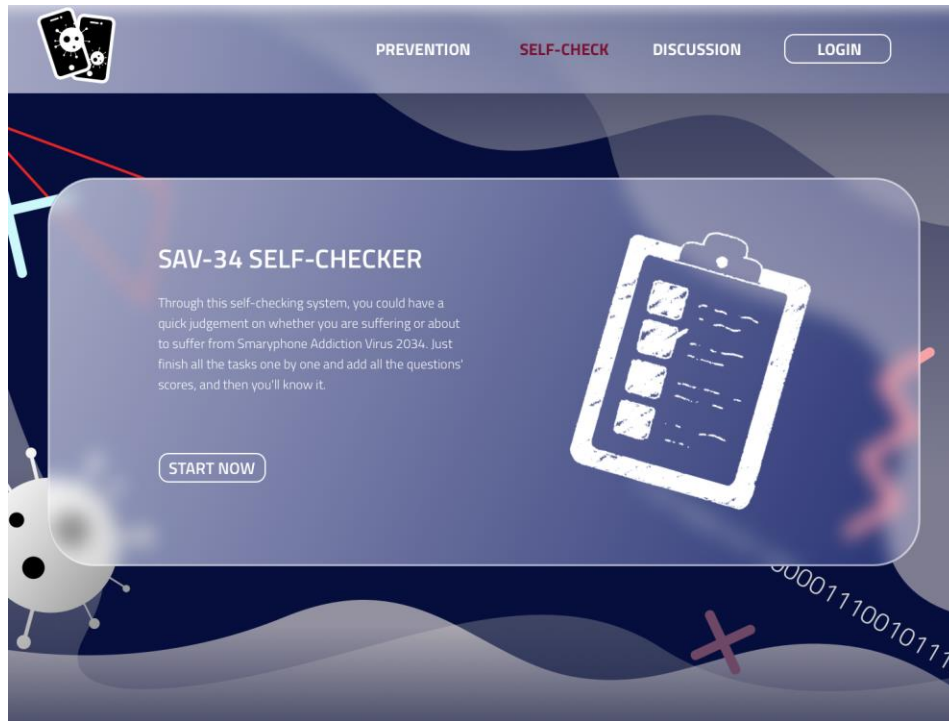 PREVENTION SELF-CHECK DISCUSSION LOGIN
SAV-34 SELF-CHECKER
Through this self-checking system, you could have a
quick judgement on whether you are suffering or about
to suffer from Smaryphone Addiction Virus 2034. Just
finish all the tasks one by one and add all the questions'
scores, and then you'll know it.
START NOW
00001110010111